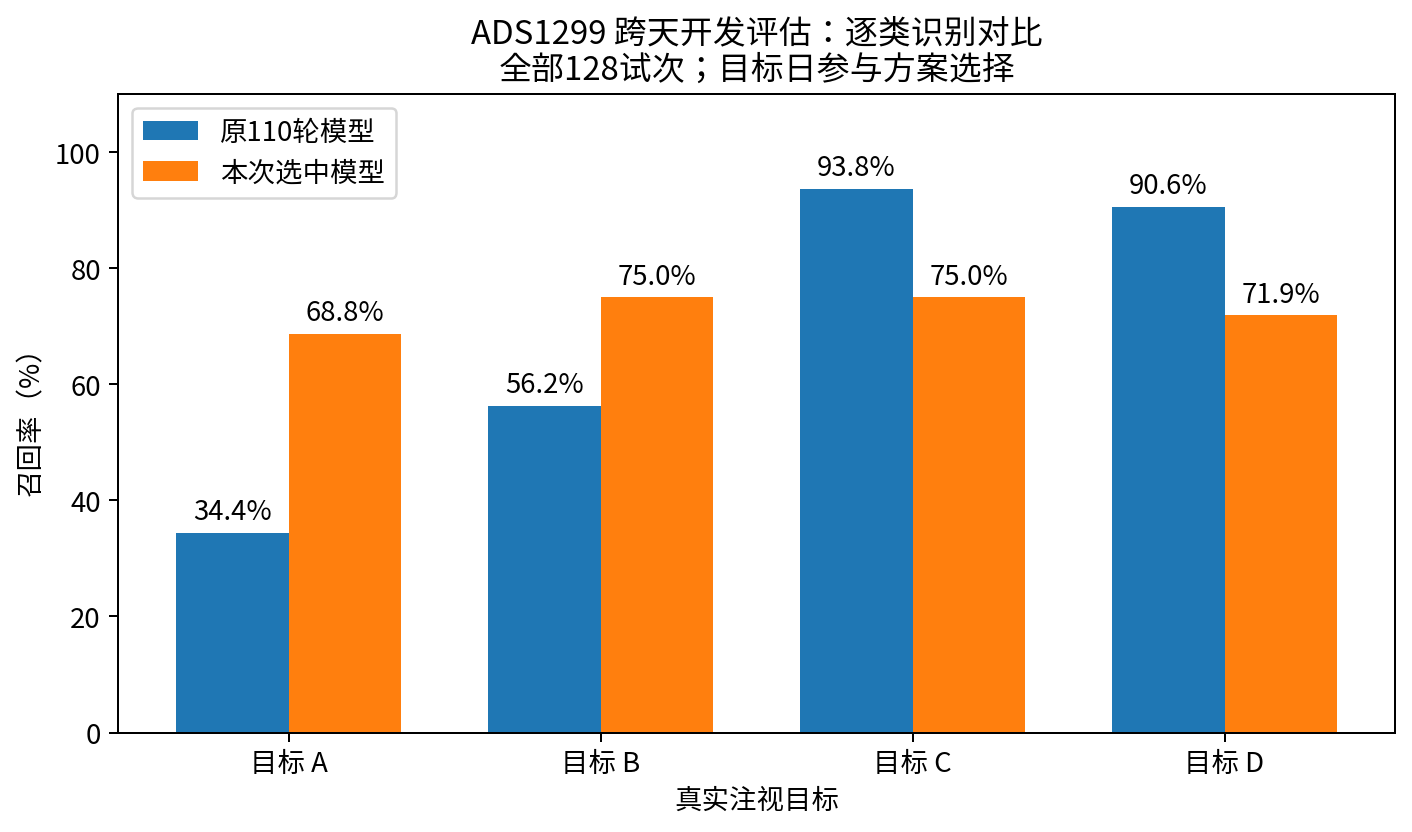 ADS1299 跨天开发评估：逐类识别对比
全部128试次；目标日参与方案选择
原110轮模型
本次选中模型
召回率（%）
100
80
60
40
20
0
34.4%
68.8%
56.2%
75.0%
93.8%
75.0%
90.6%
71.9%
目标 A
目标 B
目标 C
目标 D
真实注视目标